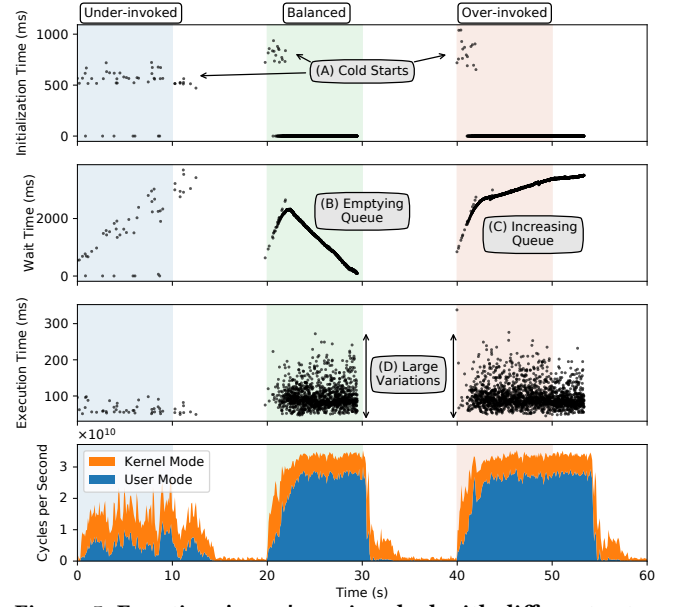 Under-invoked
Balanced
Over-invoked
Initialization Time (ms)
1000
500
0
(A) Cold Starts
Wait Time (ms)
2000
0
(B) Emptying
Queue
(C) Increasing
Queue
Execution Time (ms)
300
200
100
(D) Large
Variations
×10¹⁰
Cycles per Second
3
2
1
0
Kernel Mode
User Mode
0 10 20 30 40 50 60
Time (s)